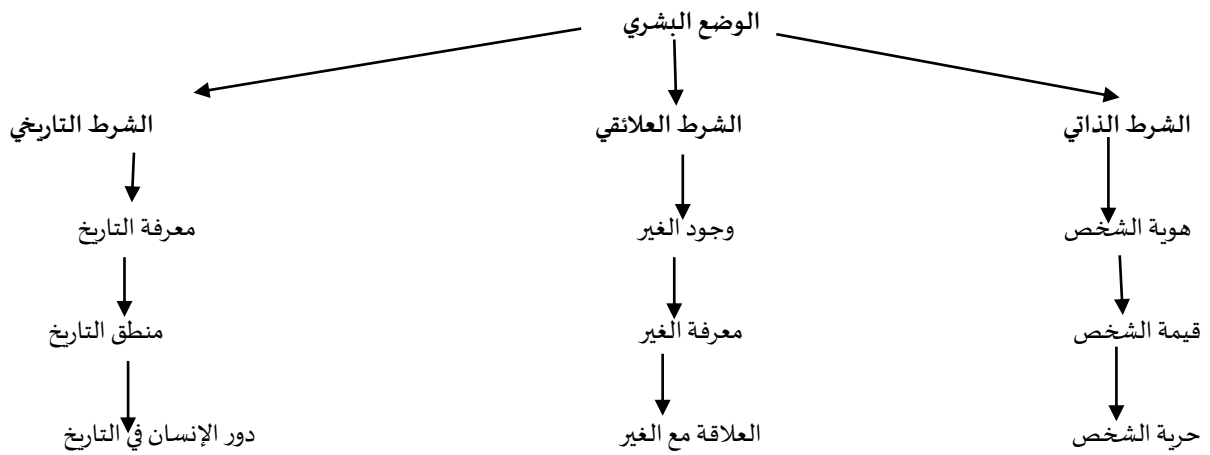 الوضع البشري
الشرط الذاتي الشرط العلائقي الشرط التاريخي
هوية الشخص وجود الغير معرفة التاريخ
قيمة الشخص معرفة الغير منطق التاريخ
حرية الشخص العلاقة مع الغير دور الإنسان في التاريخ